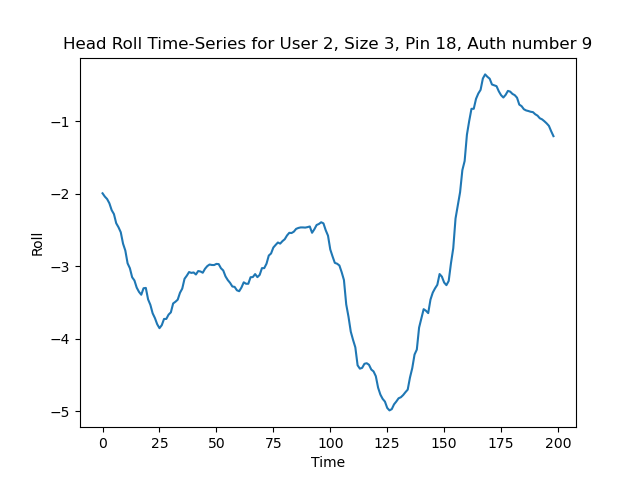 Head Roll Time-Series for User 2, Size 3, Pin 18, Auth number 9
−1
−2
−3
−4
−5
Roll
0 25 50 75 100 125 150 175 200
Time